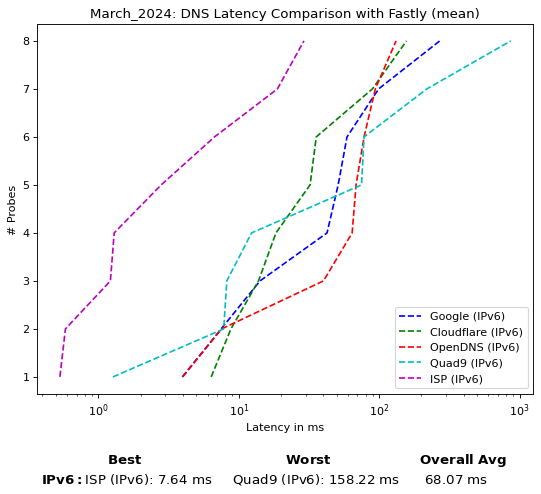 March_2024: DNS Latency Comparison with Fastly (mean)
# Probes
8
7
6
5
4
3
2
1
Google (IPv6)
Cloudflare (IPv6)
OpenDNS (IPv6)
Quad9 (IPv6)
ISP (IPv6)
10⁰ 10¹ 10² 10³
Latency in ms
Best Worst Overall Avg
IPv6: ISP (IPv6): 7.64 ms Quad9 (IPv6): 158.22 ms 68.07 ms